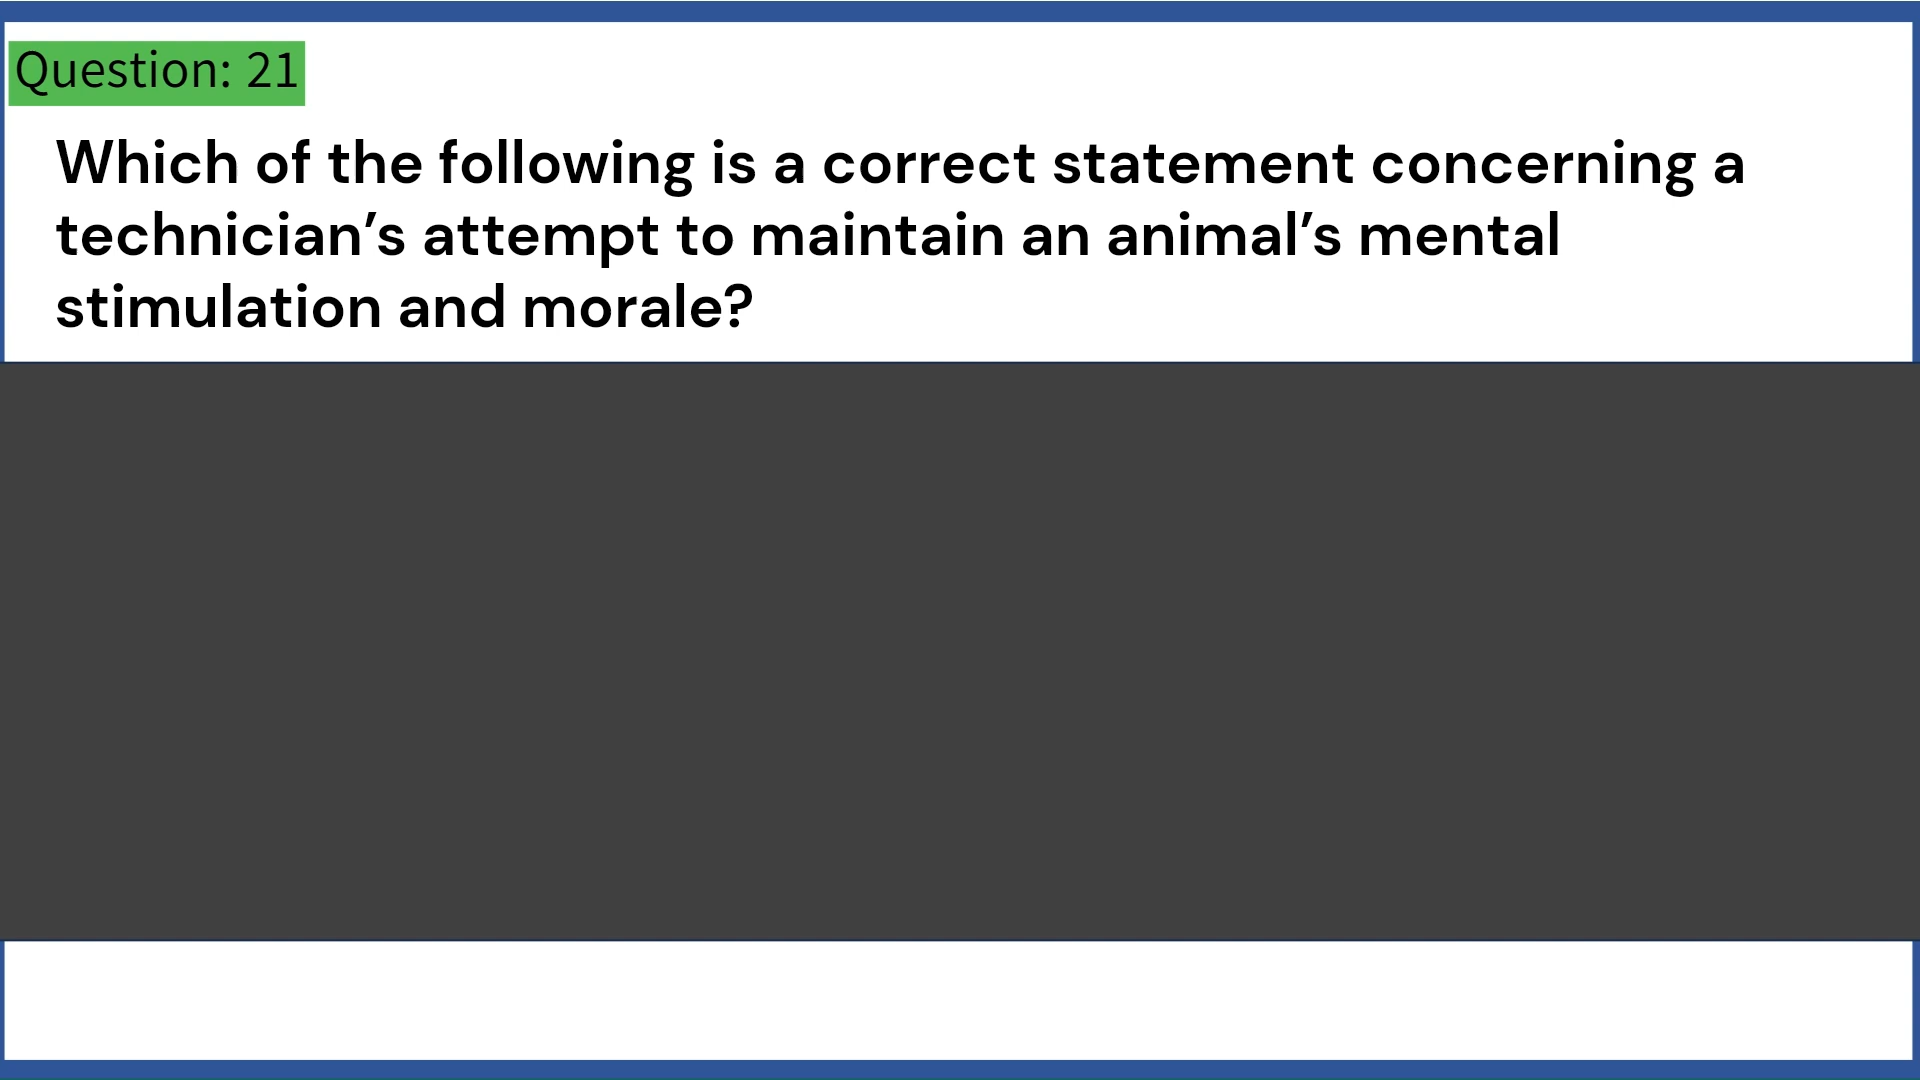 Question: 21
Which of the following is a correct statement concerning a
technician’s attempt to maintain an animal’s mental
stimulation and morale?